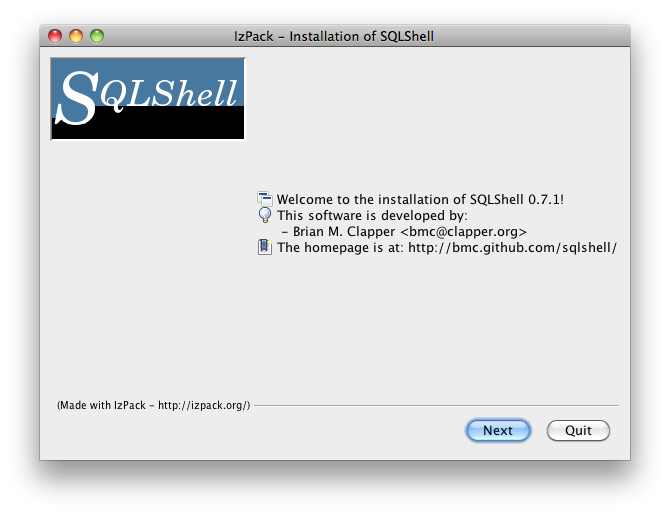 IzPack - Installation of SQLShell
SQLShell
Welcome to the installation of SQLShell 0.7.1!
This software is developed by:
- Brian M. Clapper <bmc@clapper.org>
The homepage is at: http://bmc.github.com/sqlshell/
(Made with IzPack - http://izpack.org/)
Next
Quit